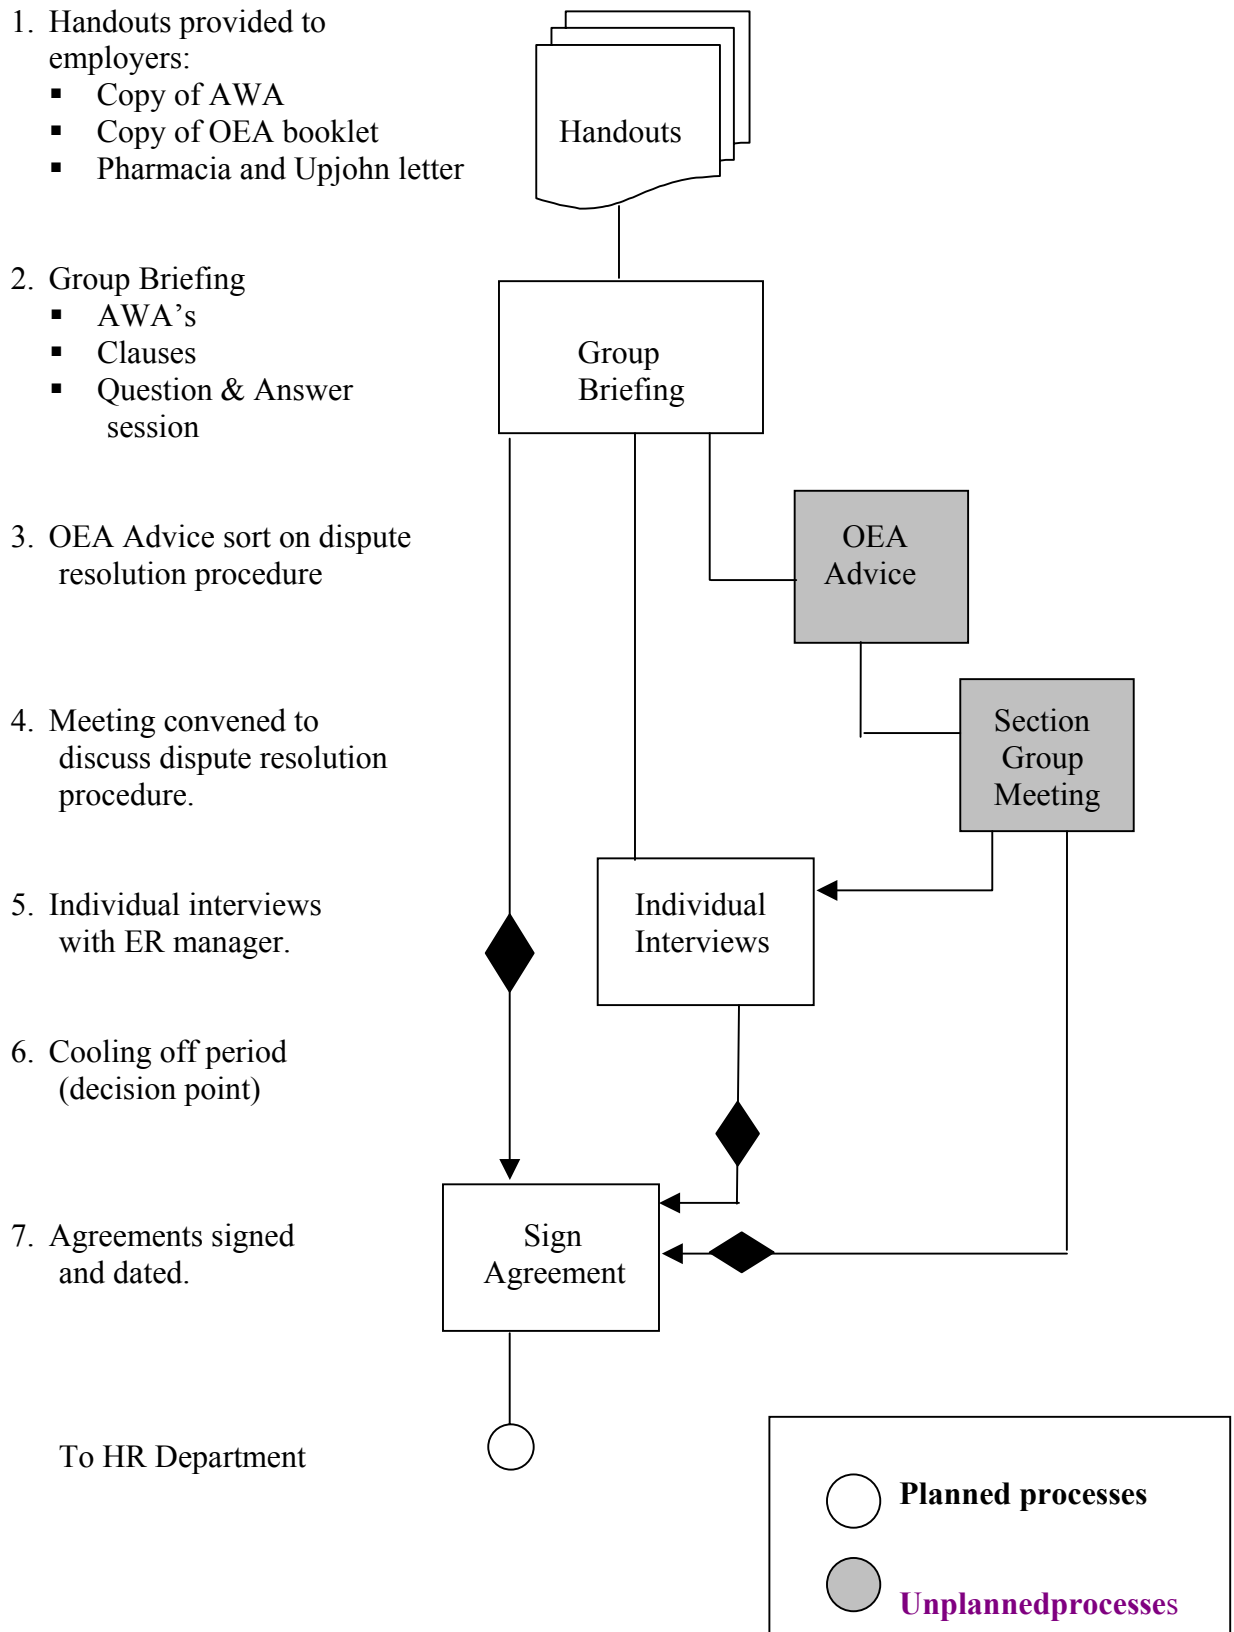 1. Handouts provided to
employers:
▪ Copy of AWA
▪ Copy of OEA booklet
▪ Pharmacia and Upjohn letter
Handouts
2. Group Briefing
▪ AWA’s
▪ Clauses
▪ Question & Answer
session
Group
Briefing
3. OEA Advice sort on dispute
resolution procedure
OEA
Advice
4. Meeting convened to
discuss dispute resolution
procedure.
Section
Group
Meeting
5. Individual interviews
with ER manager.
Individual
Interviews
6. Cooling off period
(decision point)
7. Agreements signed
and dated.
Sign
Agreement
To HR Department
Planned processes
Unplannedprocesses